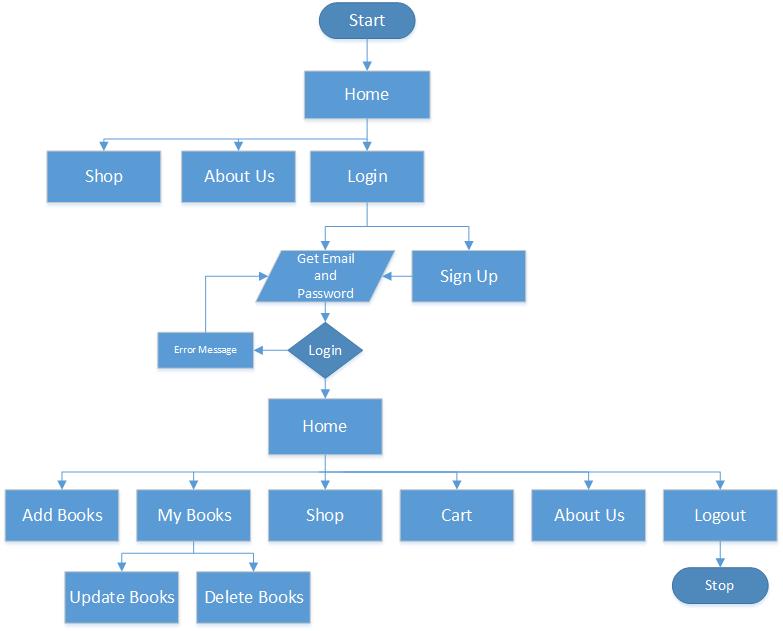 Start
Home
Shop
About Us
Login
Get Email
and
Password
Sign Up
Error Message
Login
Home
Add Books
My Books
Shop
Cart
About Us
Logout
Update Books
Delete Books
Stop